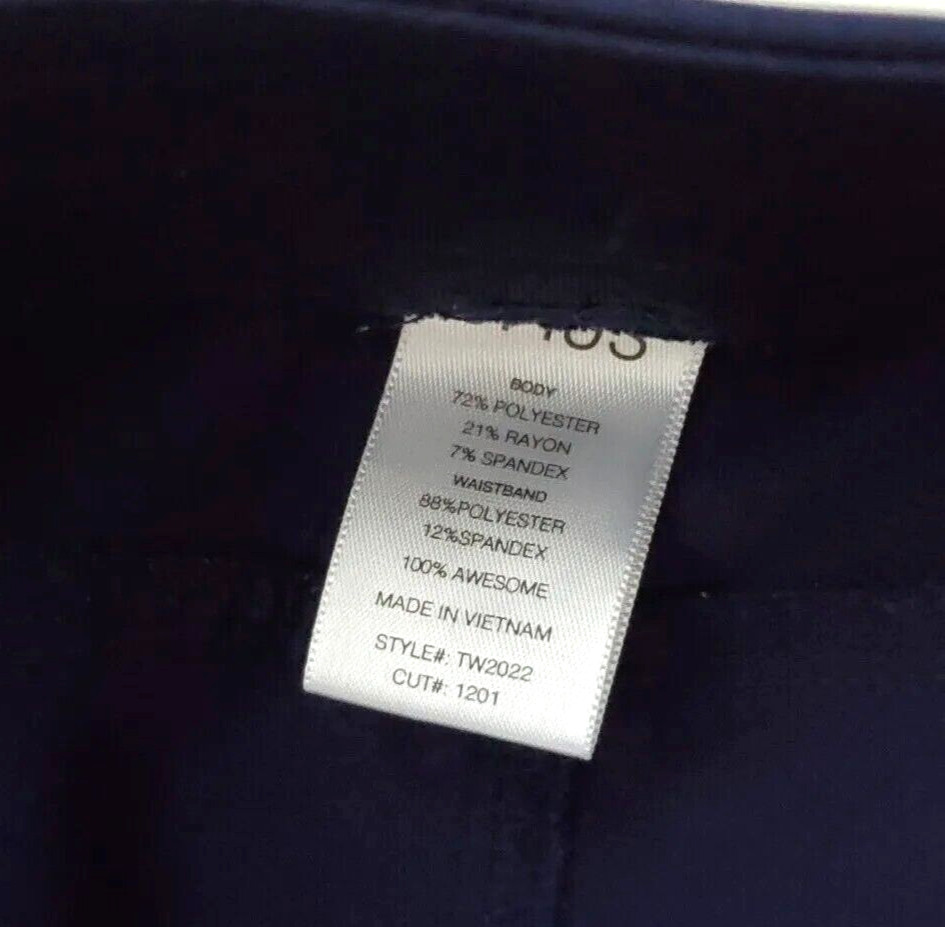 BODY
72% POLYESTER
21% RAYON
7% SPANDEX
WAISTBAND
88%POLYESTER
12%SPANDEX
100% AWESOME
MADE IN VIETNAM
STYLE#: TW2022
CUT#: 1201